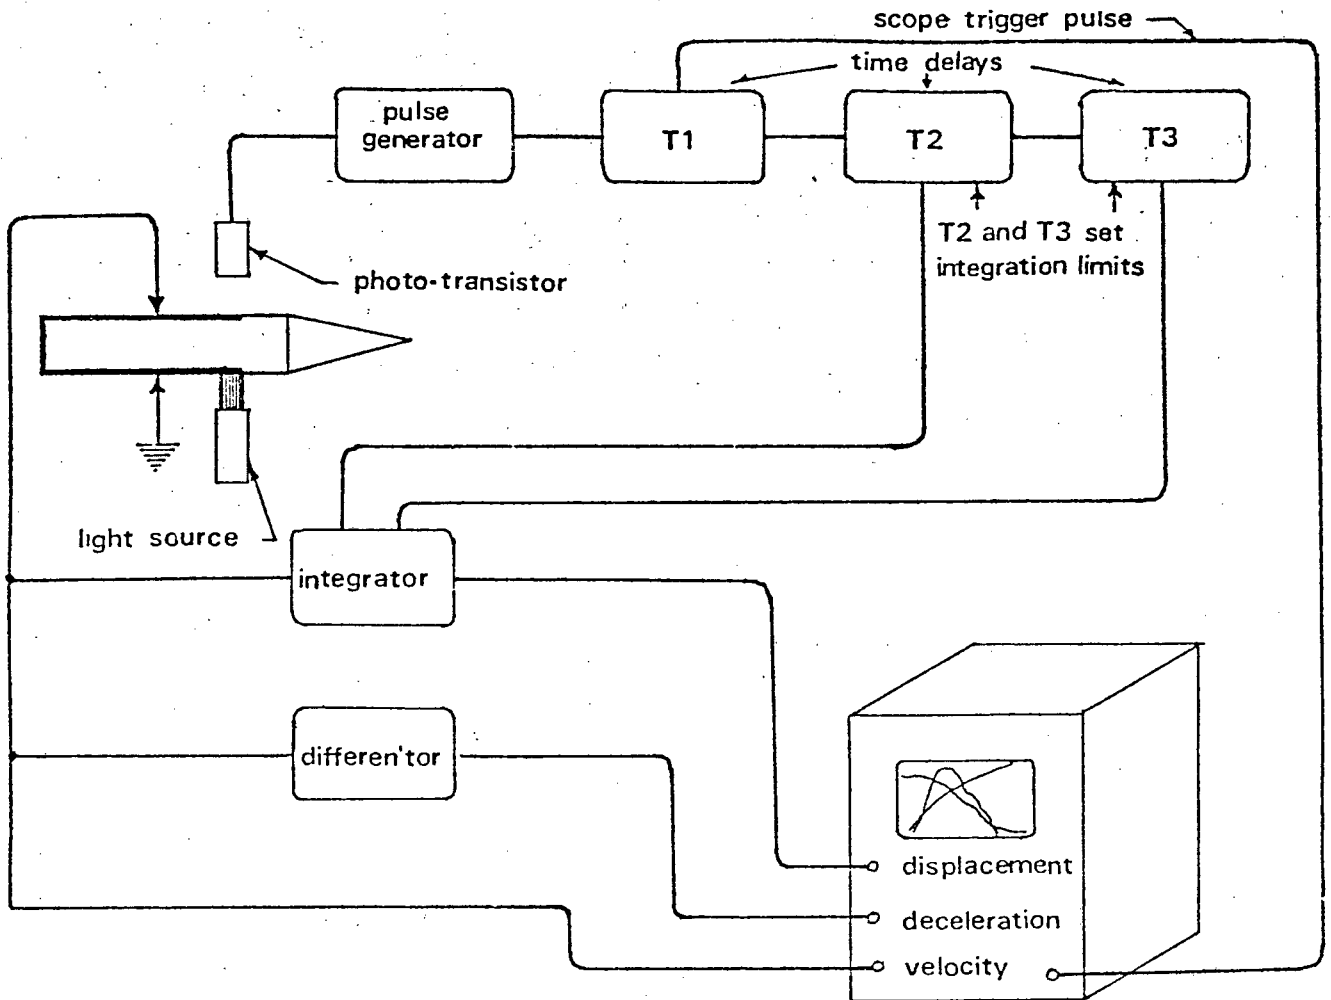 scope trigger pulse
time delays
pulse
generator
T1
T2
T3
T2 and T3 set
integration limits
photo-transistor
light source
integrator
differen'tor
displacement
deceleration
velocity